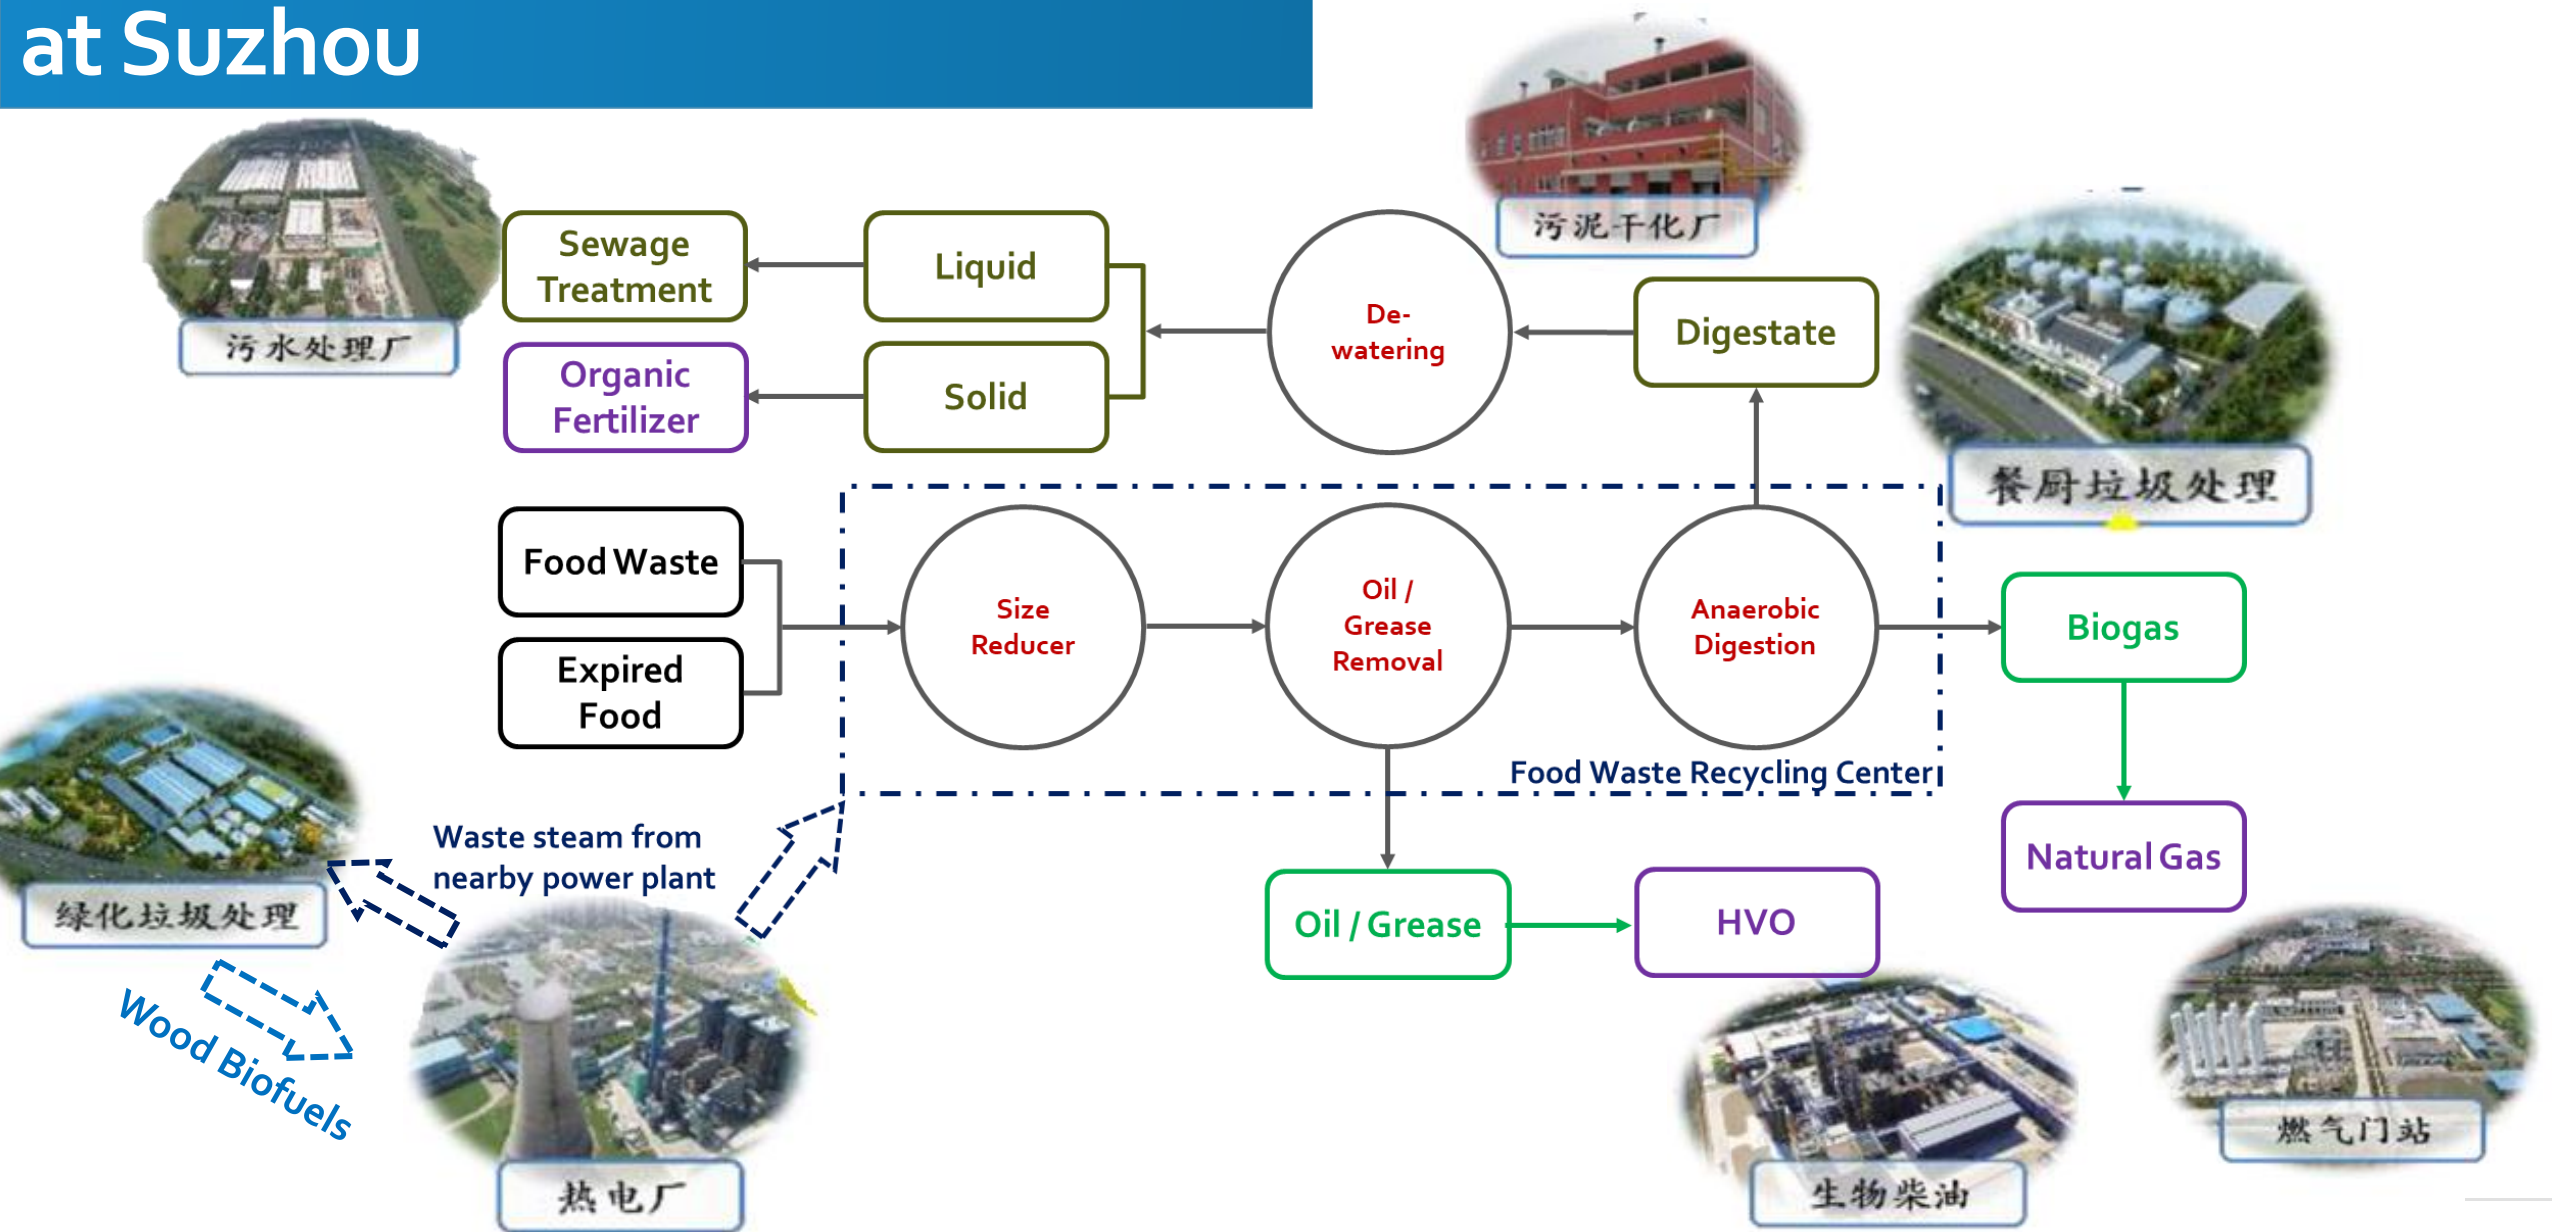 at Suzhou
污泥干化厂
Sewage
Treatment
Liquid
De-
watering
Digestate
污水处理厂
Organic
Fertilizer
Solid
餐厨垃圾处理
Food Waste
Expired
Food
Size
Reducer
Oil /
Grease
Removal
Anaerobic
Digestion
Biogas
Food Waste Recycling Center
Natural Gas
Waste steam from
nearby power plant
绿化垃圾处理
Oil / Grease
HVO
Wood Biofuels
热电厂
生物柴油
燃气门站